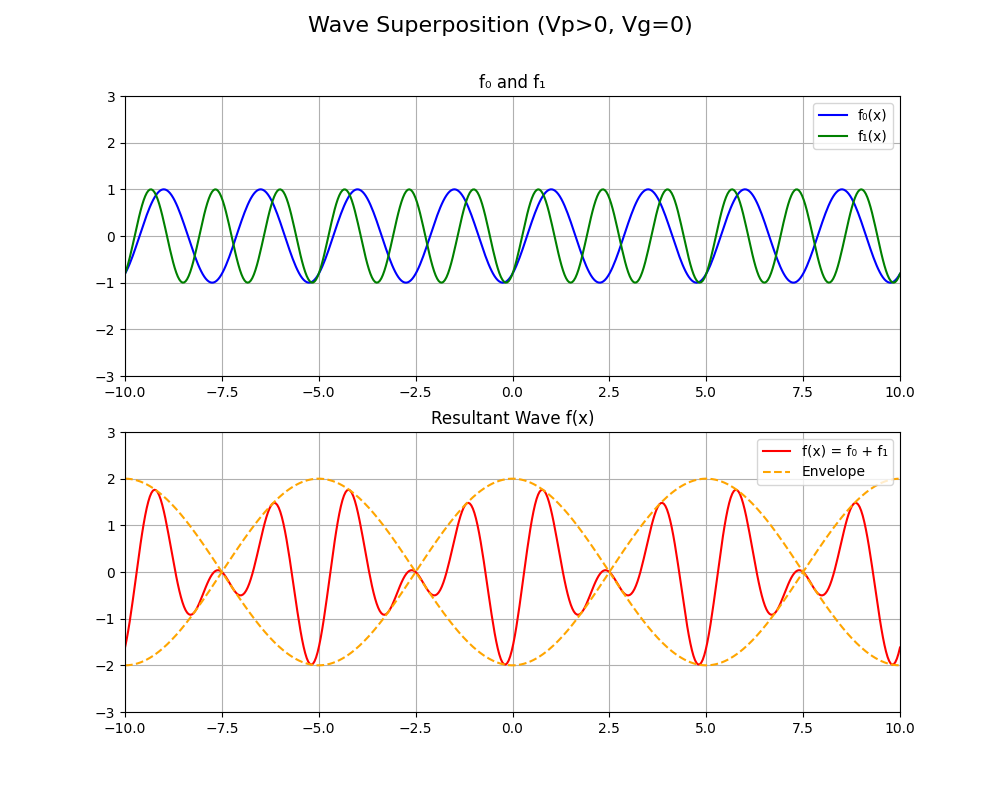 Wave Superposition (Vp>0, Vg=0)
f₀ and f₁
3
2
1
0
−1
−2
−3
f₀(x)
f₁(x)
−10.0 −7.5 −5.0 −2.5 0.0 2.5 5.0 7.5 10.0
Resultant Wave f(x)
3
2
1
0
−1
−2
−3
f(x) = f₀ + f₁
Envelope
−10.0 −7.5 −5.0 −2.5 0.0 2.5 5.0 7.5 10.0